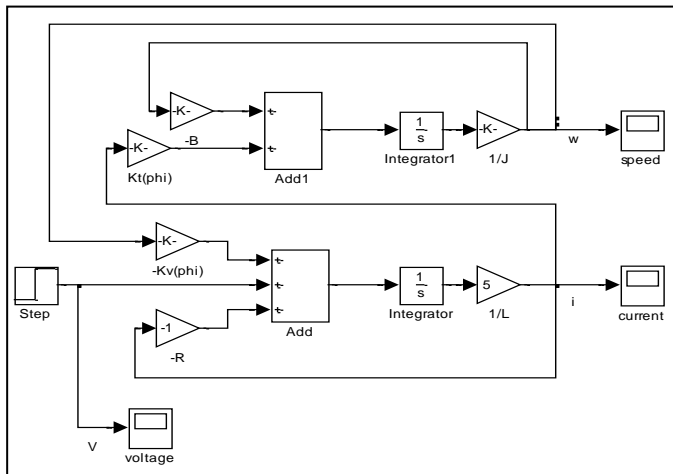 -K-
-B
-K-
Kt(phi)
+
+
Add1
1
s
Integrator1
-K-
1/J
w
speed
-K-
-Kv(phi)
Step
+
+
+
Add
1
s
Integrator
5
1/L
i
current
-1
-R
V
voltage